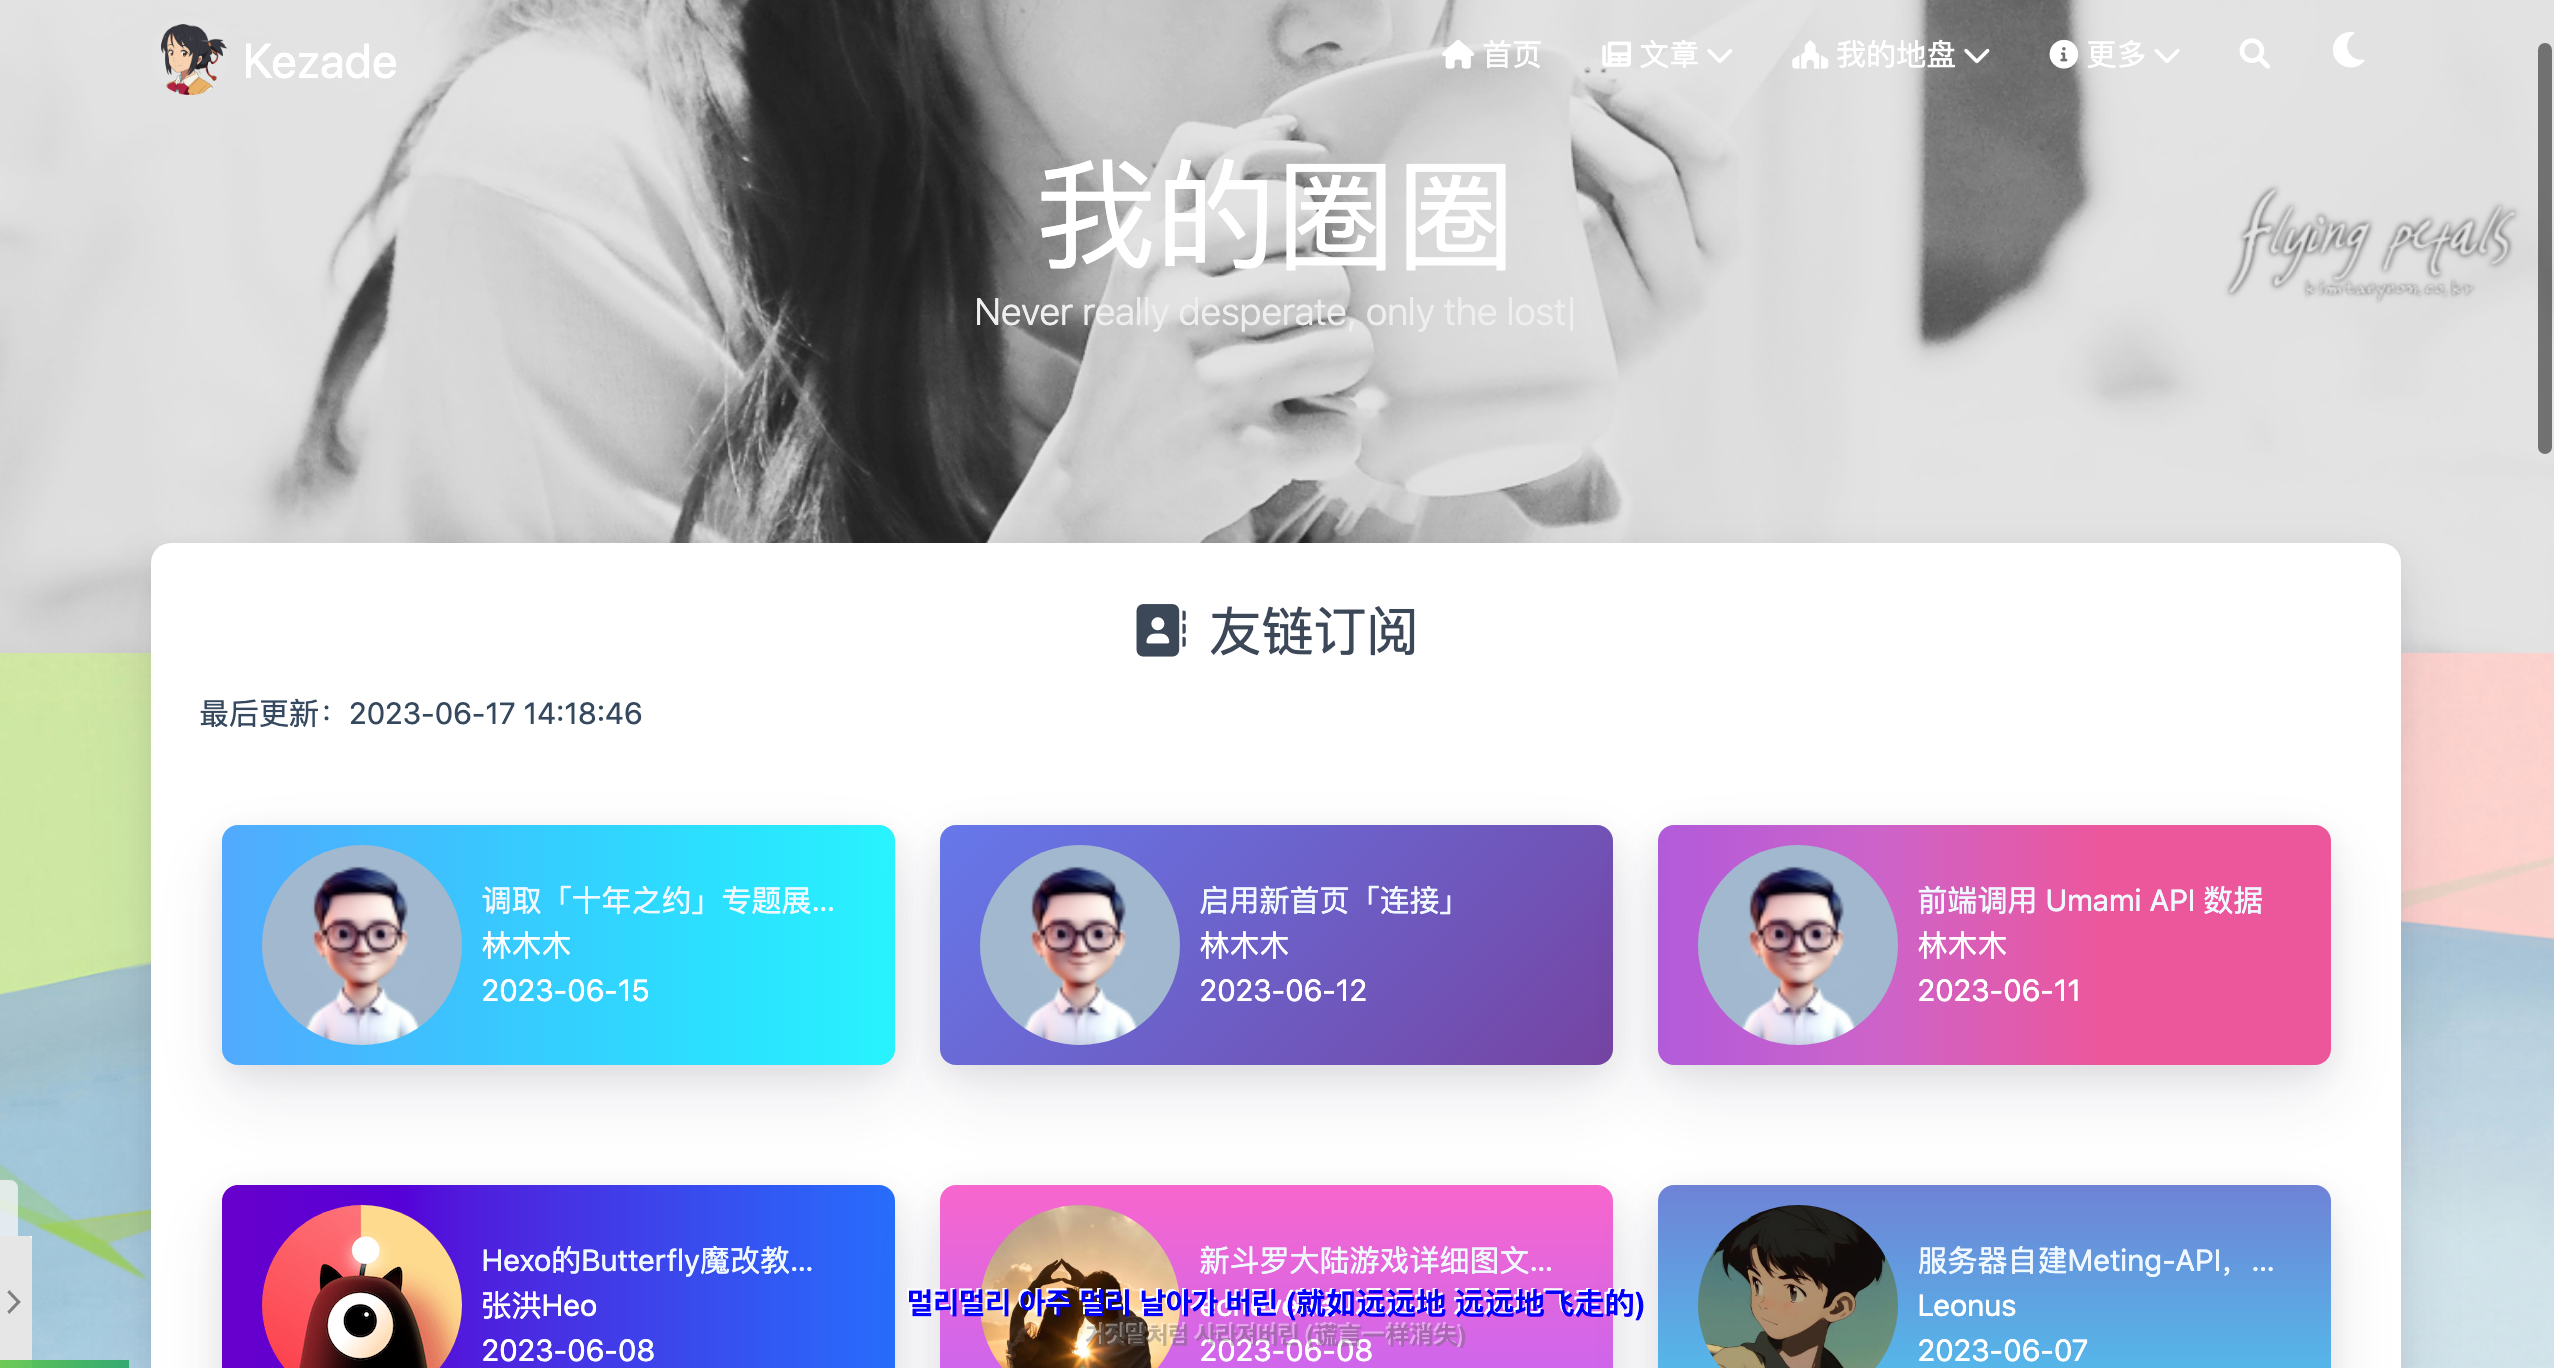 Kezade
首页
文章
我的地盘
更多
我的圈圈
flying petals
kimtaeyeon.co.kr
Never really desperate, only the lost|
友链订阅
最后更新：2023-06-17 14:18:46
调取「十年之约」专题展...
林木木
2023-06-15
启用新首页「连接」
林木木
2023-06-12
前端调用 Umami API 数据
林木木
2023-06-11
Hexo的Butterfly魔改教...
张洪Heo
2023-06-08
新斗罗大陆游戏详细图文...
2023-06-08
服务器自建Meting-API，...
Leonus
2023-06-07
멀리멀리 아주 멀리 날아가 버린 (就如远远地 远远地飞走的)
거짓말처럼 사라져버린 (谎言一样消失)